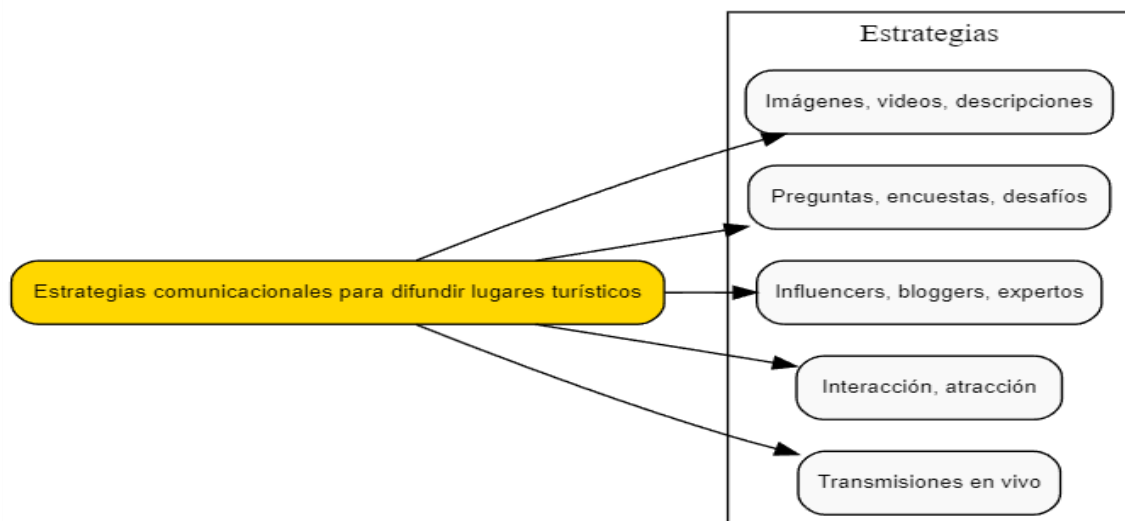 Estrategias
Imágenes, videos, descripciones
Preguntas, encuestas, desafíos
Estrategias comunicacionales para difundir lugares turísticos
Influencers, bloggers, expertos
Interacción, atracción
Transmisiones en vivo